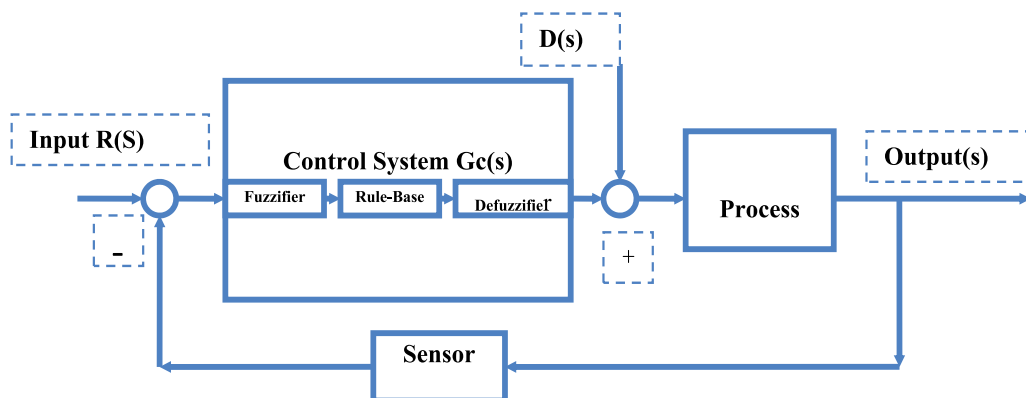 D(s)
Input R(S)
Control System Gc(s)
Output(s)
Fuzzifier
Rule-Base
Defuzzifier
Process
-
+
Sensor